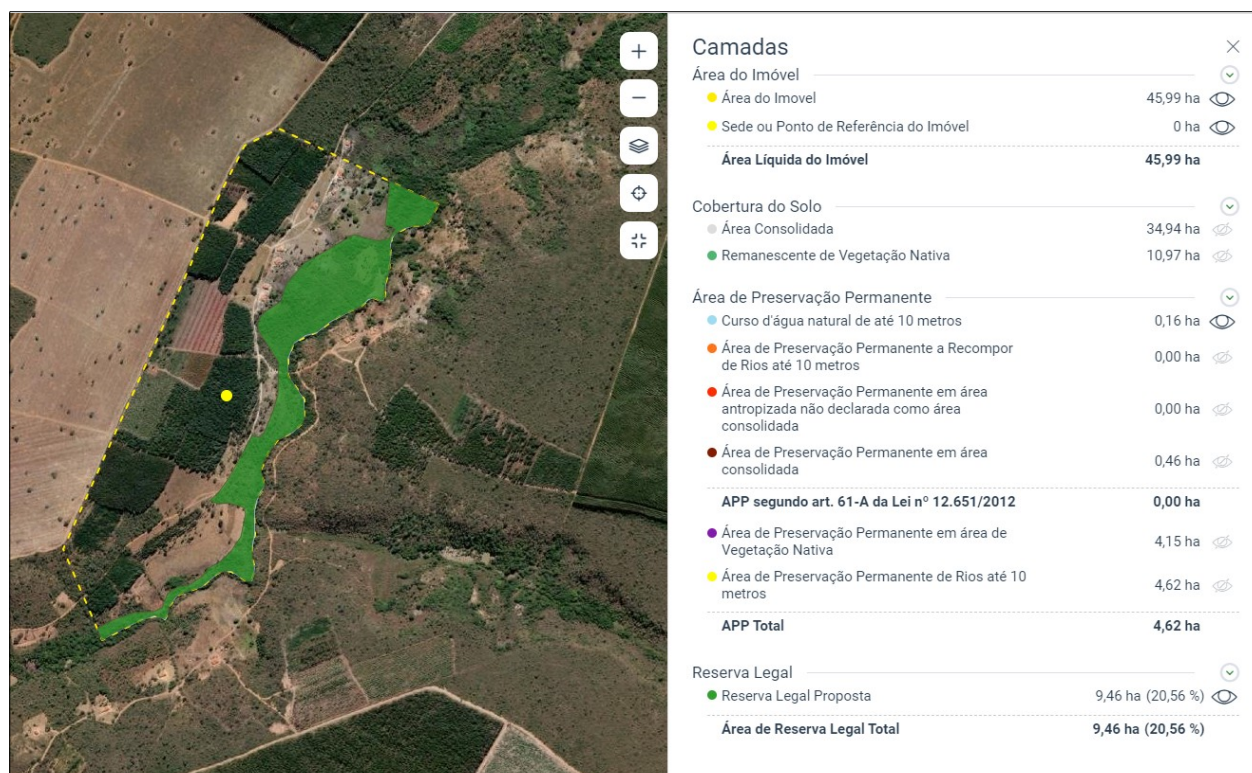 Camadas
Área do Imóvel
Área do Imovel 45,99 ha
Sede ou Ponto de Referência do Imóvel 0 ha
Área Líquida do Imóvel 45,99 ha
Cobertura do Solo
Área Consolidada 34,94 ha
Remanescente de Vegetação Nativa 10,97 ha
Área de Preservação Permanente
Curso d'água natural de até 10 metros 0,16 ha
Área de Preservação Permanente a Recompor
de Rios até 10 metros 0,00 ha
Área de Preservação Permanente em área
antropizada não declarada como área 0,00 ha
consolidada
Área de Preservação Permanente em área
consolidada 0,46 ha
APP segundo art. 61-A da Lei nº 12.651/2012 0,00 ha
Área de Preservação Permanente em área de
Vegetação Nativa 4,15 ha
Área de Preservação Permanente de Rios até 10
metros 4,62 ha
APP Total 4,62 ha
Reserva Legal
Reserva Legal Proposta 9,46 ha (20,56 %)
Área de Reserva Legal Total 9,46 ha (20,56 %)